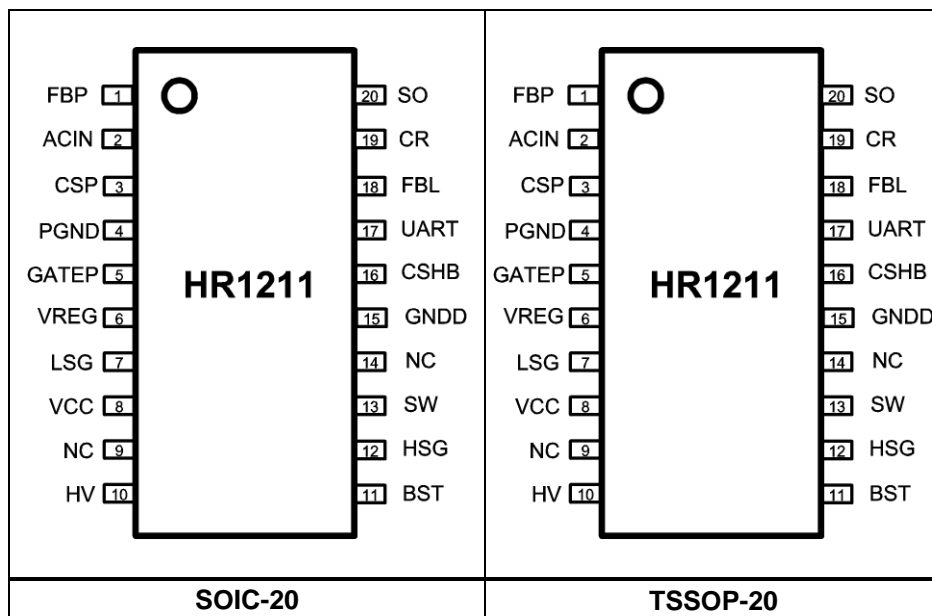 FBP 1 20 SO
ACIN 2 19 CR
CSP 3 18 FBL
PGND 4 17 UART
GATEP 5 16 CSHB
HR1211
VREG 6 15 GNDD
LSG 7 14 NC
VCC 8 13 SW
NC 9 12 HSG
HV 10 11 BST
SOIC-20
FBP 1 20 SO
ACIN 2 19 CR
CSP 3 18 FBL
PGND 4 17 UART
GATEP 5 16 CSHB
HR1211
VREG 6 15 GNDD
LSG 7 14 NC
VCC 8 13 SW
NC 9 12 HSG
HV 10 11 BST
TSSOP-20